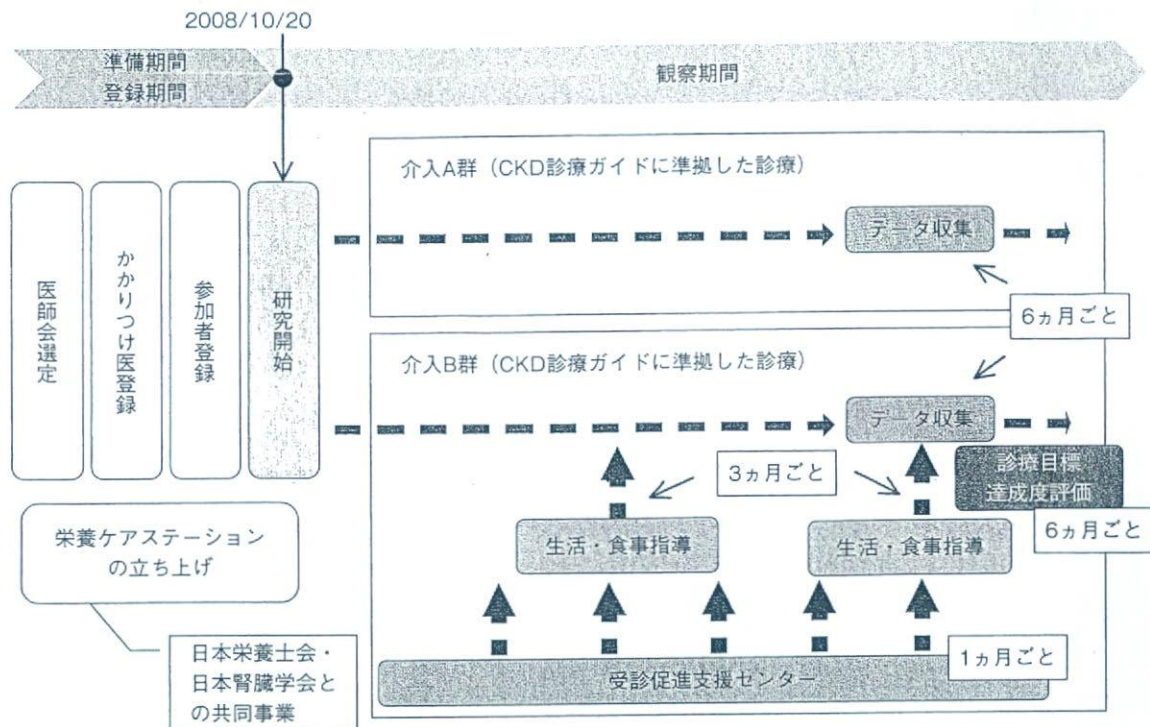 2008/10/20
準備期間
登録期間
観察期間
医師会選定
かかりつけ医登録
参加者登録
研究開始
介入A群（CKD診療ガイドに準拠した診療）
データ収集
6ヵ月ごと
介入B群（CKD診療ガイドに準拠した診療）
データ収集
診療目標
達成度評価
6ヵ月ごと
3ヵ月ごと
生活・食事指導
生活・食事指導
1ヵ月ごと
受診促進支援センター
栄養ケアステーション
の立ち上げ
日本栄養士会・
日本腎臓学会と
の共同事業